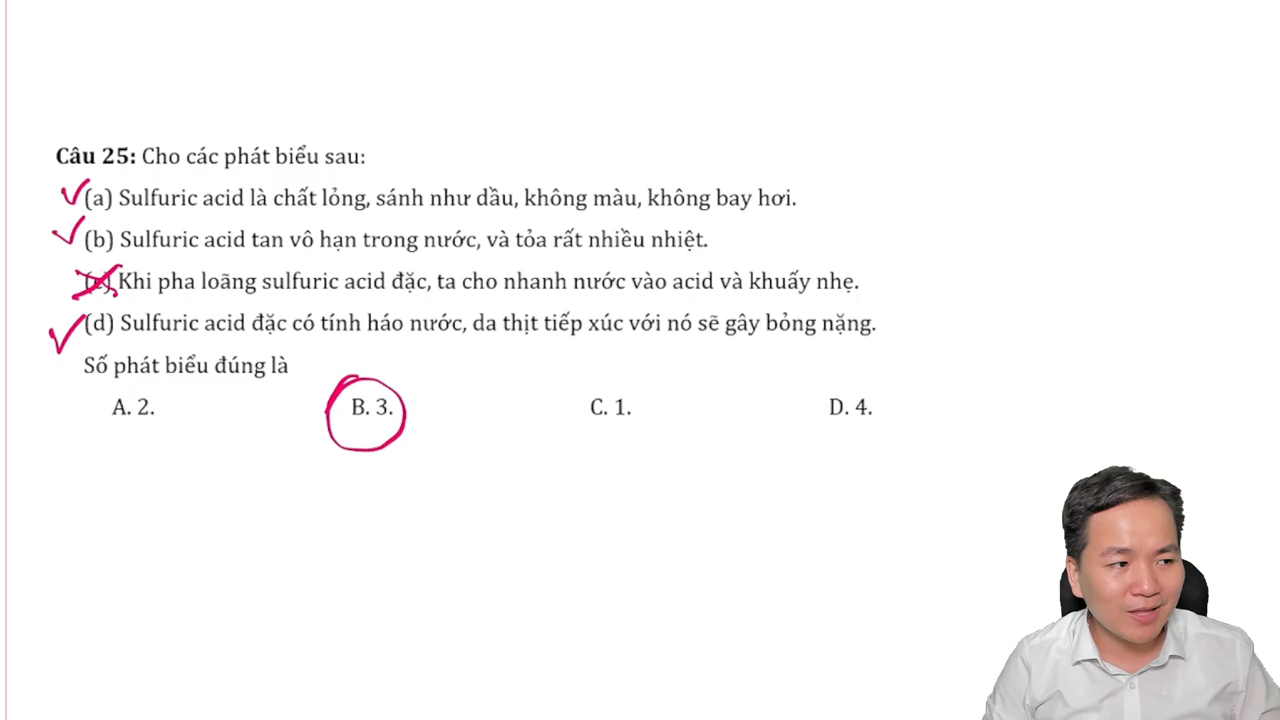 Câu 25: Cho các phát biểu sau:
(a) Sulfuric acid là chất lỏng, sánh như dầu, không màu, không bay hơi.
(b) Sulfuric acid tan vô hạn trong nước, và tỏa rất nhiều nhiệt.
(c) Khi pha loãng sulfuric acid đặc, ta cho nhanh nước vào acid và khuấy nhẹ.
(d) Sulfuric acid đặc có tính háo nước, da thịt tiếp xúc với nó sẽ gây bỏng nặng.
Số phát biểu đúng là
A. 2. B. 3. C. 1. D. 4.